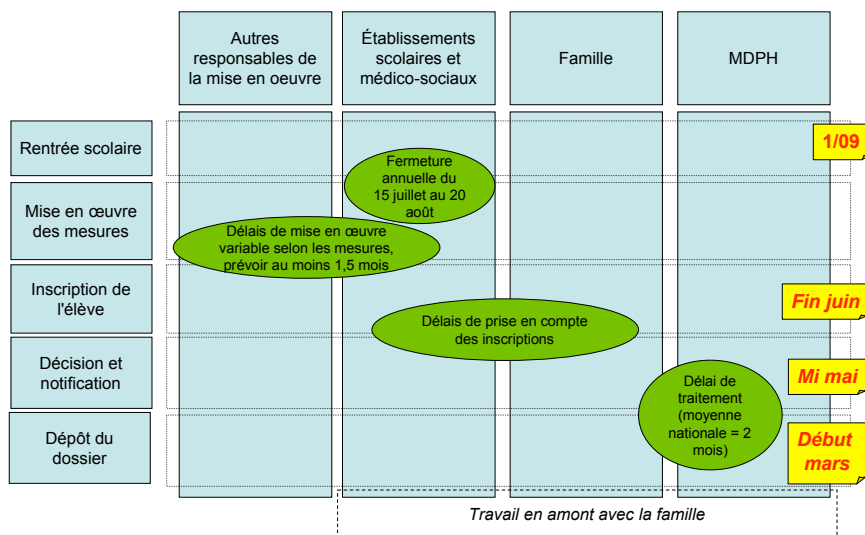 Autres
responsables de
la mise en oeuvre
Établissements
scolaires et
médico-sociaux
Famille
MDPH
Rentrée scolaire
1/09
Fermeture
annuelle du
15 juillet au 20
août
Mise en œuvre
des mesures
Délais de mise en œuvre
variable selon les mesures,
prévoir au moins 1,5 mois
Inscription de
l'élève
Fin juin
Délais de prise en compte
des inscriptions
Décision et
notification
Mi mai
Délai de
traitement
(moyenne
nationale = 2
mois)
Dépôt du
dossier
Début
mars
Travail en amont avec la famille